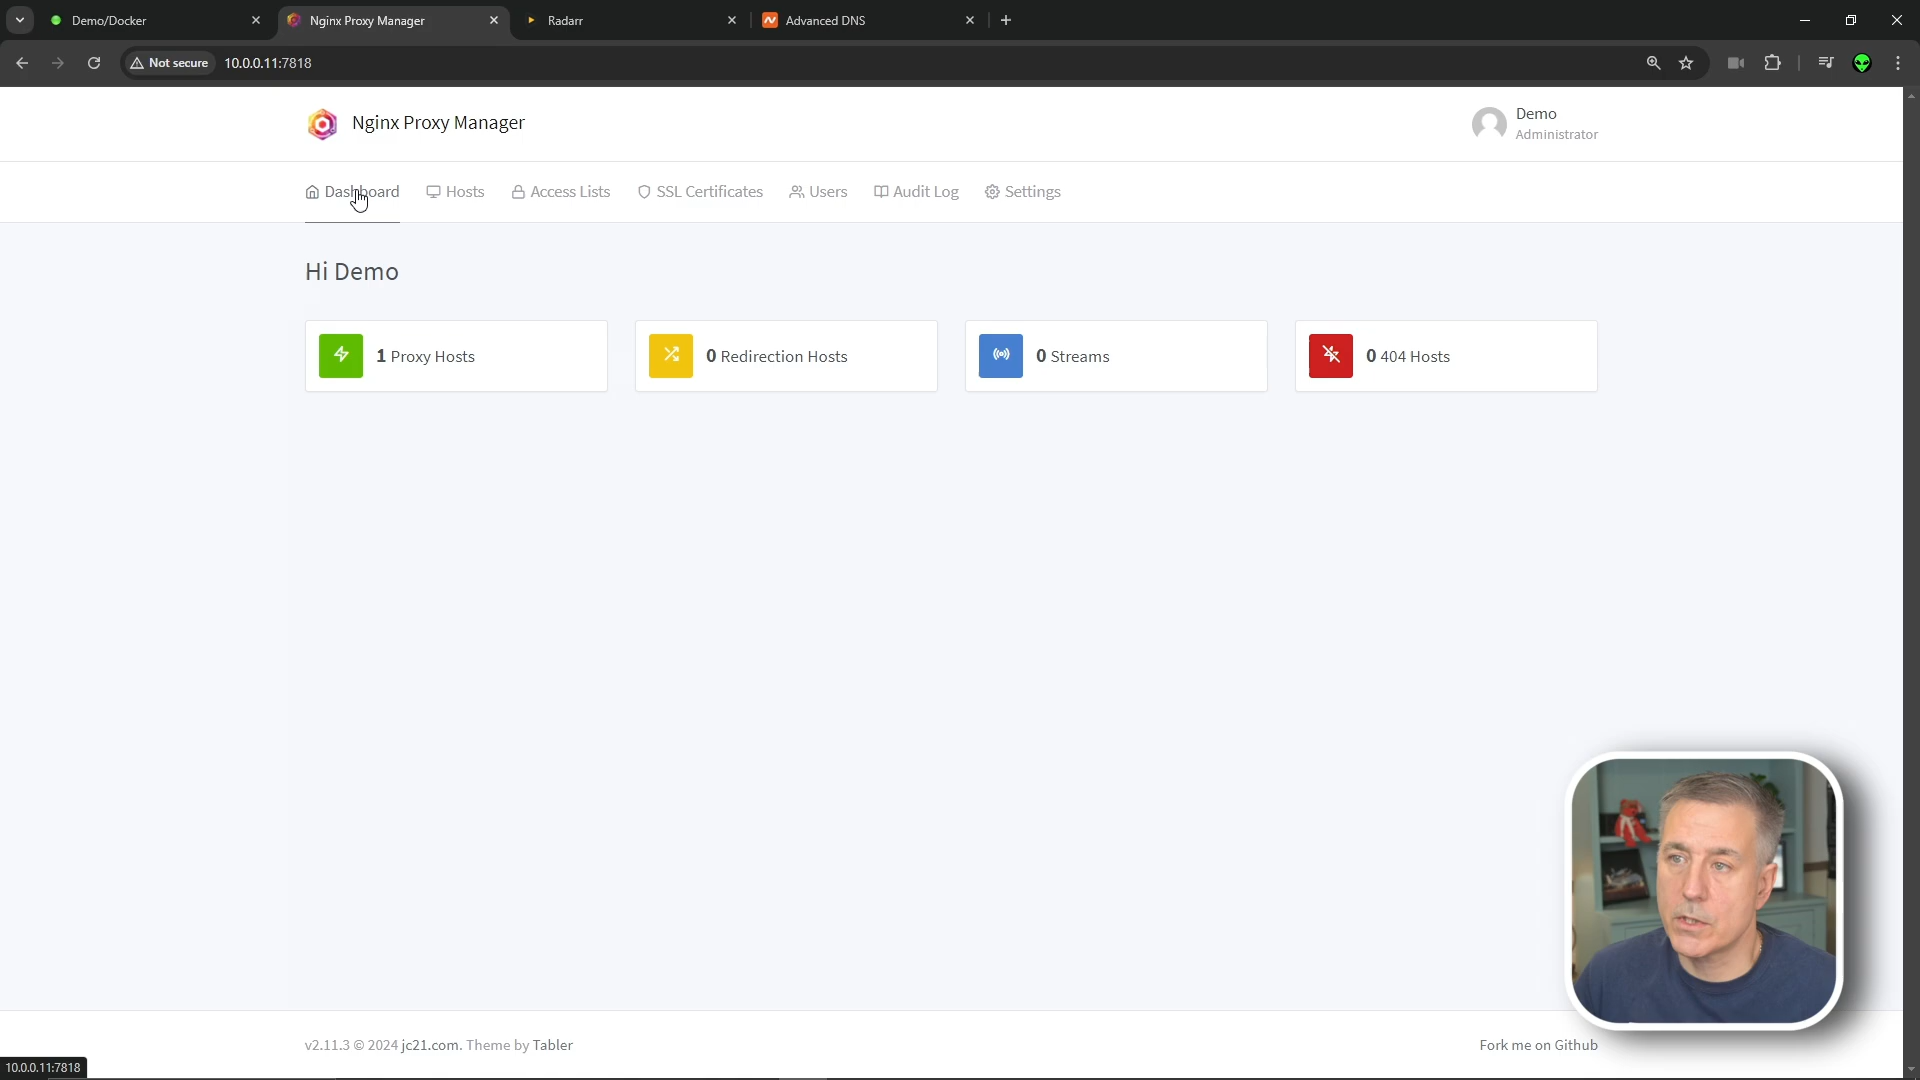 Demo/Docker
Nginx Proxy Manager
Radarr
Advanced DNS
Not secure
10.0.0.11:7818
Nginx Proxy Manager
Demo
Administrator
Dashboard
Hosts
Access Lists
SSL Certificates
Users
Audit Log
Settings
Hi Demo
1 Proxy Hosts
0 Redirection Hosts
0 Streams
0 404 Hosts
v2.11.3 © 2024 jc21.com. Theme by Tabler
Fork me on Github
10.0.0.11:7818